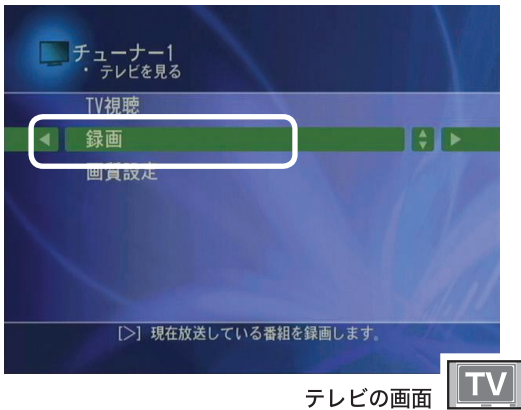 チューナー1
・ テレビを見る
TV視聴
録画
画質設定
[＞] 現在放送している番組を録画します。
テレビの画面
TV